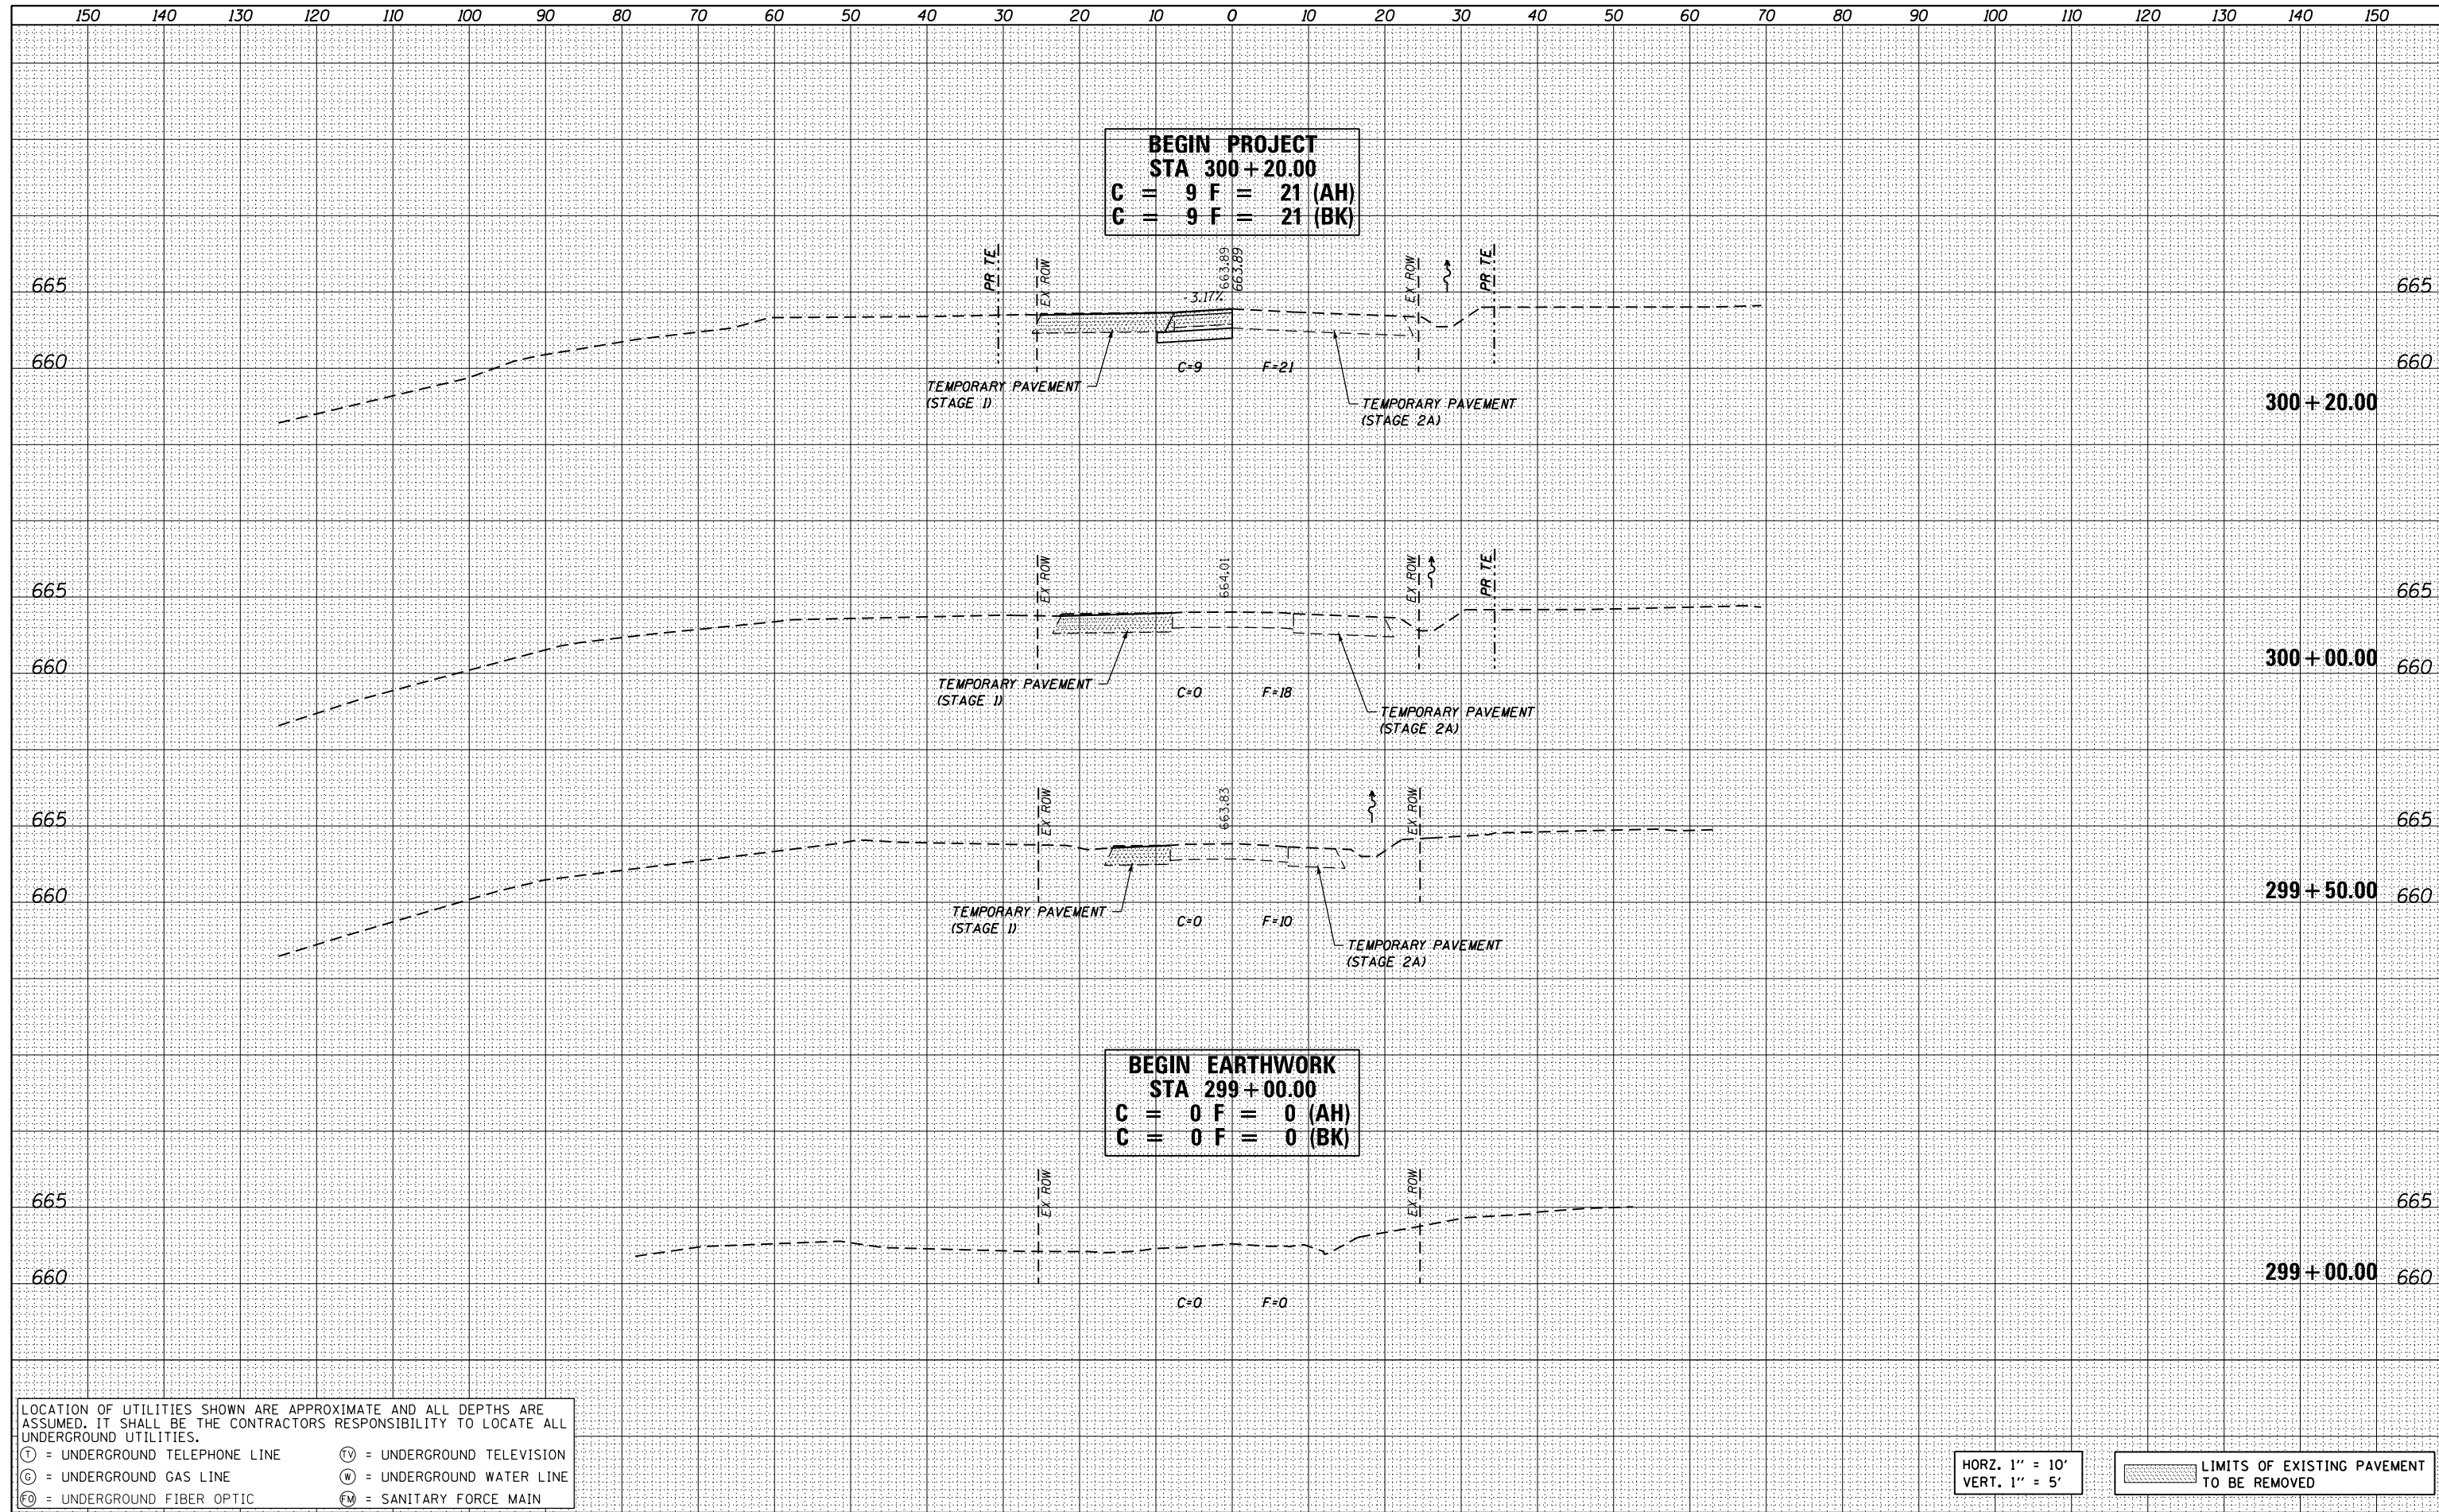 150 140 130 120 110 100 90 80 70 60 50 40 30 20 10 0 10 20 30 40 50 60 70 80 90 100 110 120 130 140 150
BEGIN PROJECT
STA 300+20.00
C = 9 F = 21 (AH)
C = 9 F = 21 (BK)
PR TE
EX ROW
663.89
663.89
EX ROW
PR TE
665
-3.17%
665
660
C=9 F=21
660
TEMPORARY PAVEMENT
(STAGE 1)
TEMPORARY PAVEMENT
(STAGE 2A)
300+20.00
EX ROW
664.01
EX ROW
PR TE
665
665
660
300+00.00
660
TEMPORARY PAVEMENT
(STAGE 1)
C=0 F=18
TEMPORARY PAVEMENT
(STAGE 2A)
EX ROW
663.83
EX ROW
665
665
660
299+50.00
660
TEMPORARY PAVEMENT
(STAGE 1)
C=0 F=10
TEMPORARY PAVEMENT
(STAGE 2A)
BEGIN EARTHWORK
STA 299+00.00
C = 0 F = 0 (AH)
C = 0 F = 0 (BK)
EX ROW
EX ROW
665
665
660
299+00.00
660
C=0 F=0
LOCATION OF UTILITIES SHOWN ARE APPROXIMATE AND ALL DEPTHS ARE
ASSUMED. IT SHALL BE THE CONTRACTORS RESPONSIBILITY TO LOCATE ALL
UNDERGROUND UTILITIES.
T = UNDERGROUND TELEPHONE LINE
TV = UNDERGROUND TELEVISION
G = UNDERGROUND GAS LINE
W = UNDERGROUND WATER LINE
FO = UNDERGROUND FIBER OPTIC
FM = SANITARY FORCE MAIN
HORZ. 1'' = 10'
VERT. 1'' = 5'
LIMITS OF EXISTING PAVEMENT
TO BE REMOVED